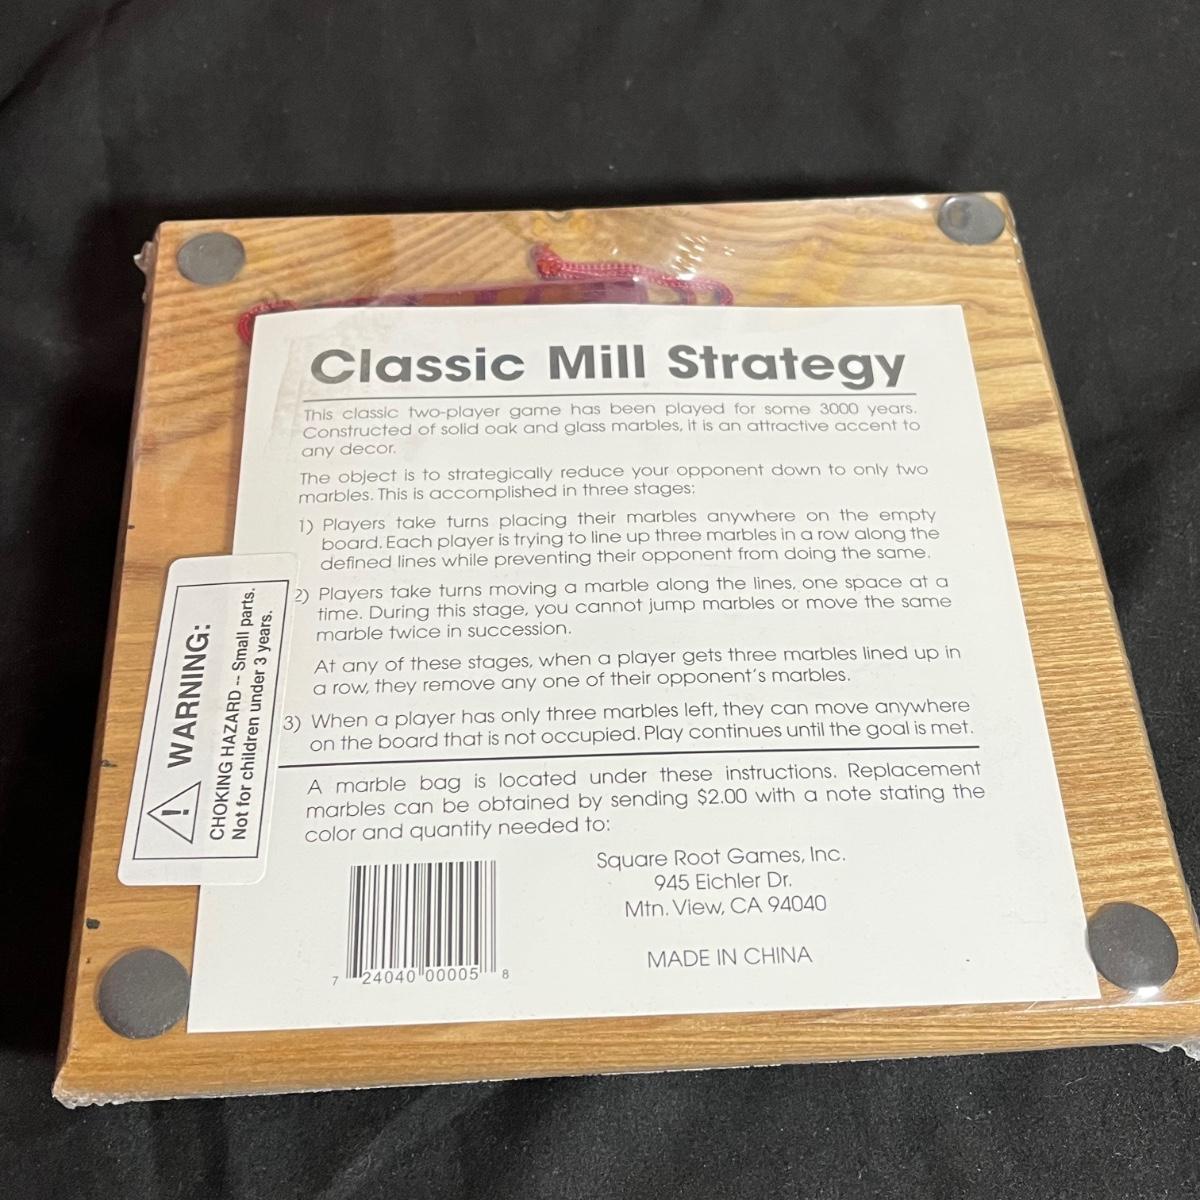 Classic Mill Strategy
This classic two-player game has been played for some 3000 years.
Constructed of solid oak and glass marbles, it is an attractive accent to
any decor.
The object is to strategically reduce your opponent down to only two
marbles. This is accomplished in three stages:
1) Players take turns placing their marbles anywhere on the empty
board. Each player is trying to line up three marbles in a row along the
defined lines while preventing their opponent from doing the same.
2) Players take turns moving a marble along the lines, one space at a
time. During this stage, you cannot jump marbles or move the same
marble twice in succession.
At any of these stages, when a player gets three marbles lined up in
a row, they remove any one of their opponent's marbles.
3) When a player has only three marbles left, they can move anywhere
on the board that is not occupied. Play continues until the goal is met.
A marble bag is located under these instructions. Replacement
marbles can be obtained by sending $2.00 with a note stating the
color and quantity needed to:
Square Root Games, Inc.
945 Eichler Dr.
Mtn. View, CA 94040
MADE IN CHINA
7 24040 00005 8
WARNING:
CHOKING HAZARD -- Small parts.
Not for children under 3 years.